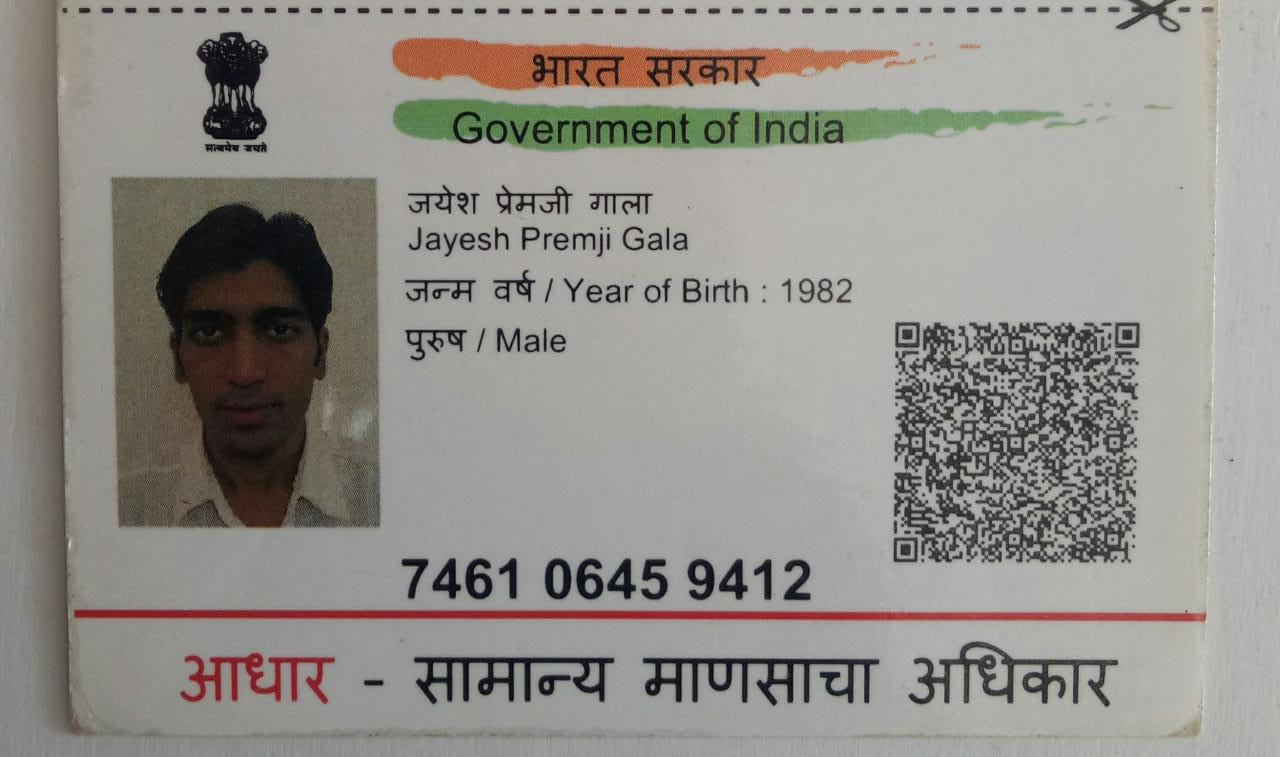 भारत सरकार
Government of India
सत्यमेव जयते
जयेश प्रेमजी गाला
Jayesh Premji Gala
जन्म वर्ष / Year of Birth : 1982
पुरुष / Male
7461 0645 9412
आधार - सामान्य माणसाचा अधिकार